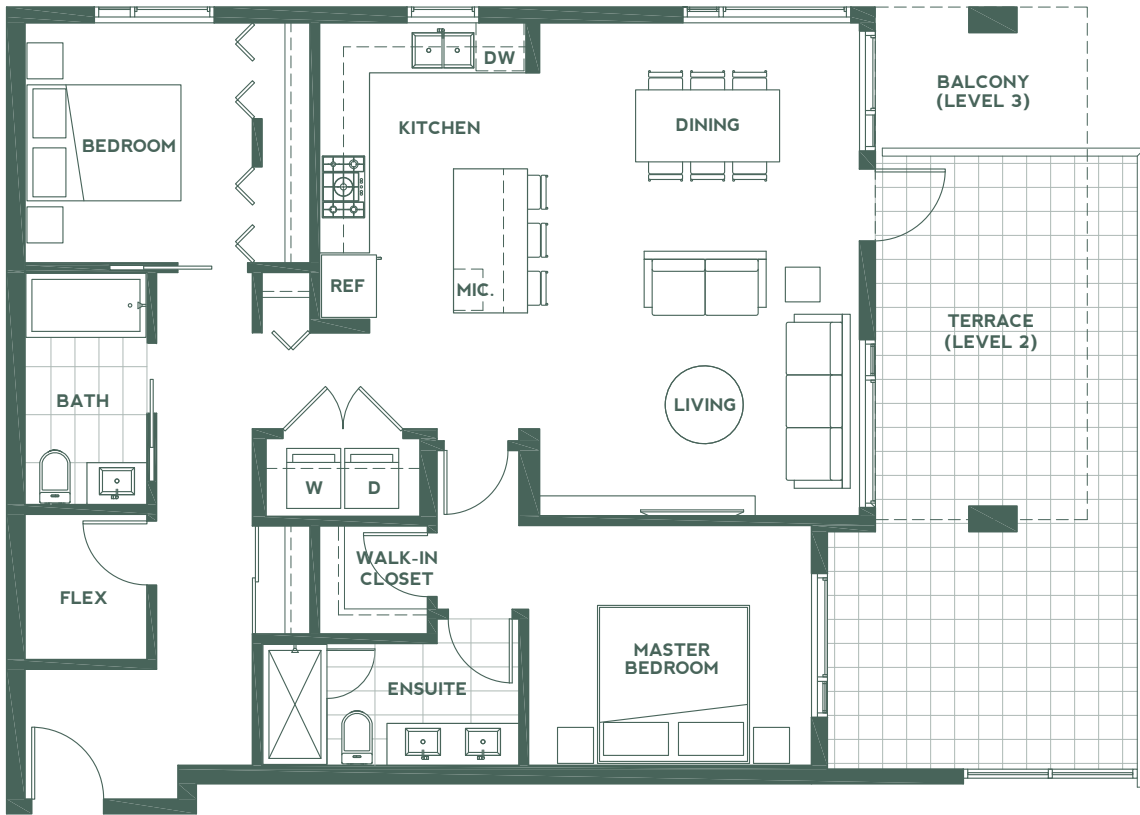 BALCONY
(LEVEL 3)
DW
KITCHEN
DINING
BEDROOM
REF
MIC.
TERRACE
(LEVEL 2)
BATH
LIVING
W
D
WALK-IN
CLOSET
FLEX
MASTER
BEDROOM
ENSUITE